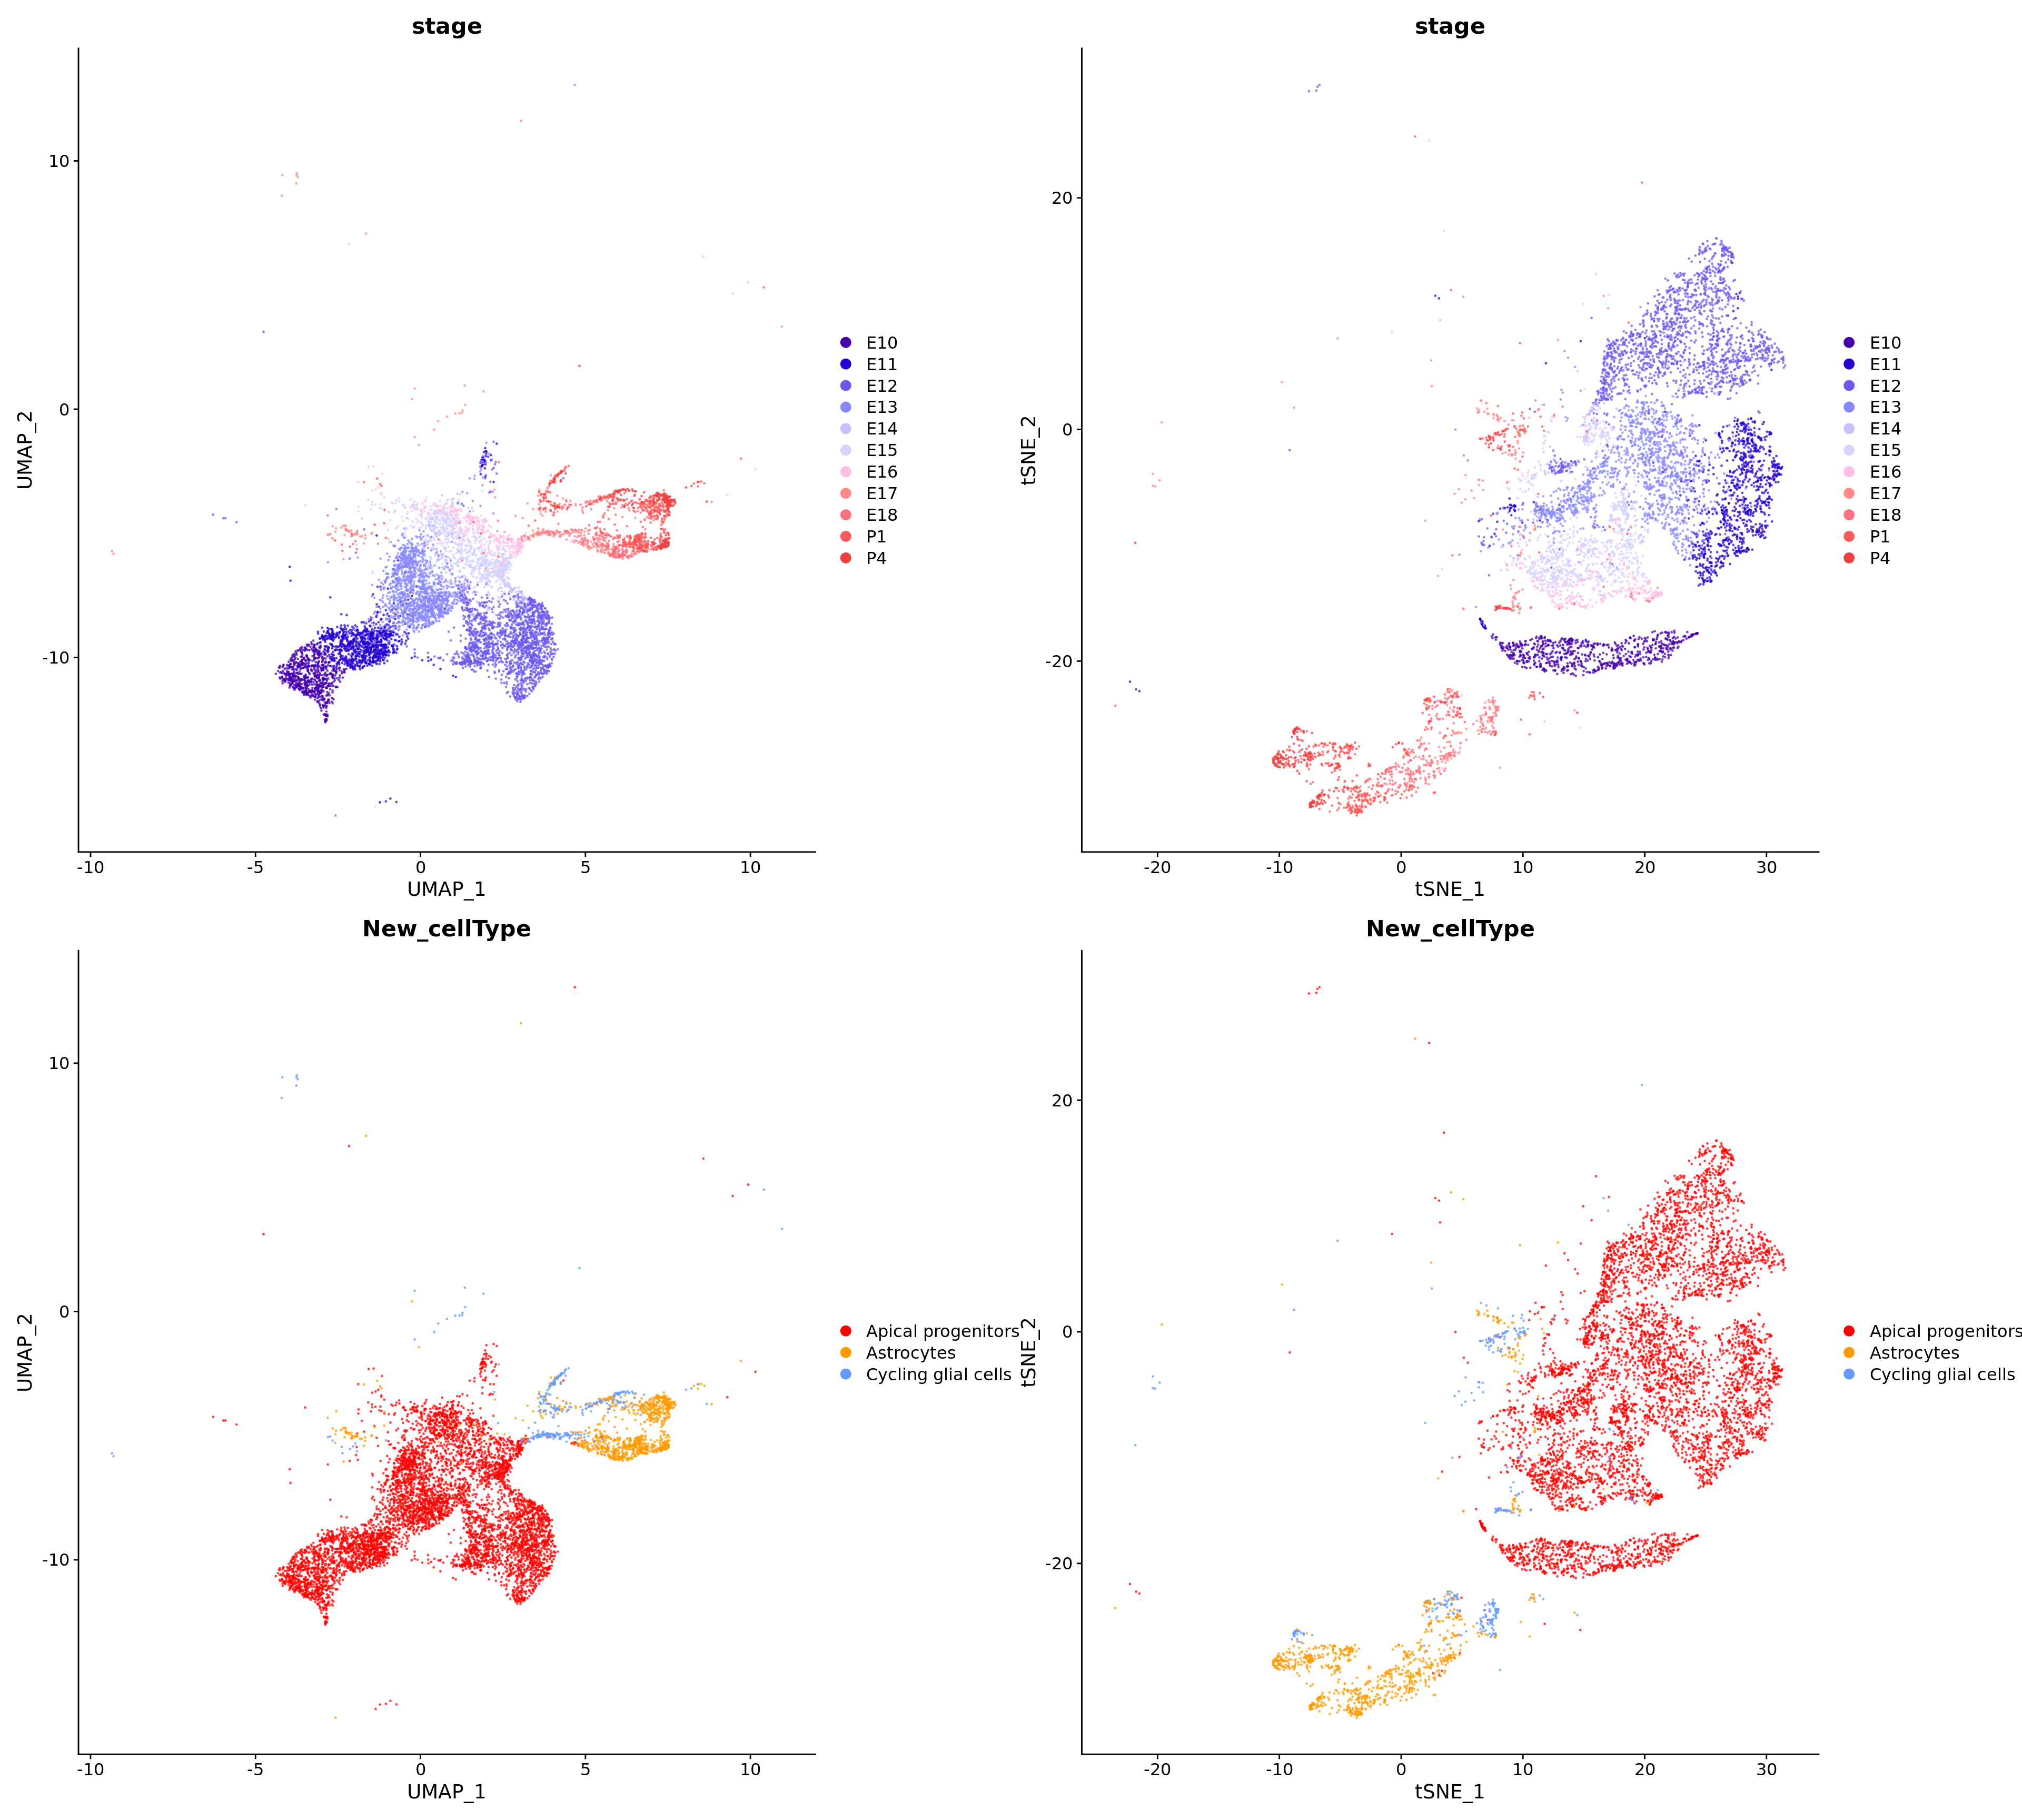 stage
10
0
-10
UMAP_2
-10
-5
0
5
10
UMAP_1
E10
E11
E12
E13
E14
E15
E16
E17
E18
P1
P4
stage
20
0
-20
tSNE_2
-20
-10
0
10
20
30
tSNE_1
E10
E11
E12
E13
E14
E15
E16
E17
E18
P1
P4
New_cellType
10
0
-10
UMAP_2
-10
-5
0
5
10
UMAP_1
Apical progenitors
Astrocytes
Cycling glial cells
New_cellType
20
0
-20
tSNE_2
-20
-10
0
10
20
30
tSNE_1
Apical progenitors
Astrocytes
Cycling glial cells